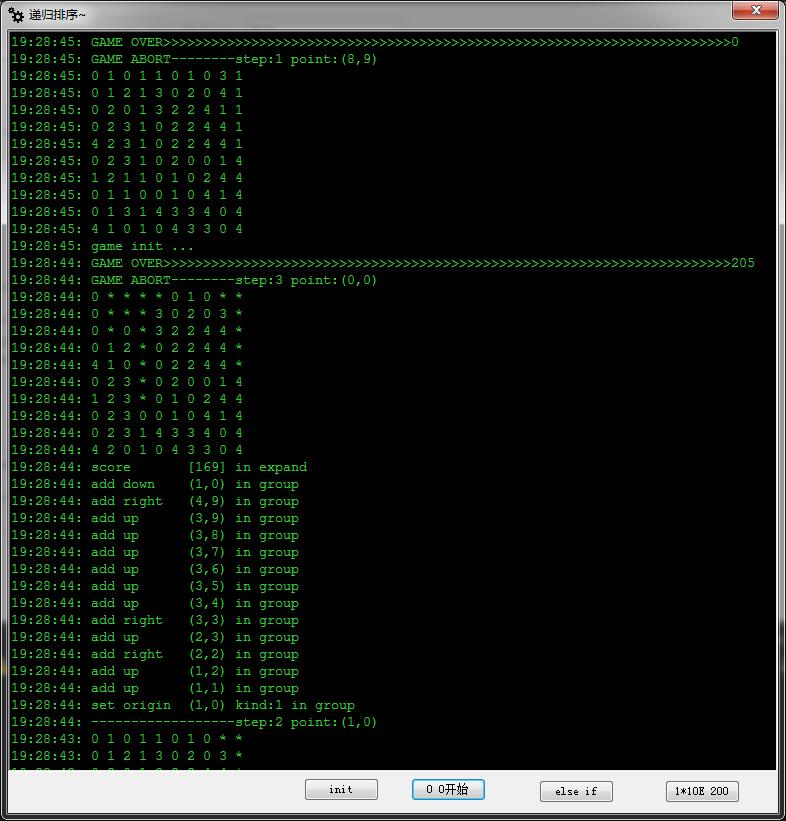 递归排序~
19:28:45: GAME OVER>>>>>>>>>>>>>>>>>>>>>>>>>>>>>>>>>>>>>>>>>>>>>>>>>>>>>>>>>>>>>>>>>>>>>>>0
19:28:45: GAME ABORT--------step:1 point:(8,9)
19:28:45: 0 1 0 1 1 0 1 0 3 1
19:28:45: 0 1 2 1 3 0 2 0 4 1
19:28:45: 0 2 0 1 3 2 2 4 1 1
19:28:45: 0 2 3 1 0 2 2 4 4 1
19:28:45: 4 2 3 1 0 2 2 4 4 1
19:28:45: 0 2 3 1 0 2 0 0 1 4
19:28:45: 1 2 1 1 0 1 0 2 4 4
19:28:45: 0 1 1 0 0 1 0 4 1 4
19:28:45: 0 1 3 1 4 3 3 4 0 4
19:28:45: 4 1 0 1 0 4 3 3 0 4
19:28:45: game init ...
19:28:44: GAME OVER>>>>>>>>>>>>>>>>>>>>>>>>>>>>>>>>>>>>>>>>>>>>>>>>>>>>>>>>>>>>>>>>>>>>>>>205
19:28:44: GAME ABORT--------step:3 point:(0,0)
19:28:44: 0 * * * * 0 1 0 * *
19:28:44: 0 * * * 3 0 2 0 3 *
19:28:44: 0 * 0 * 3 2 2 4 4 *
19:28:44: 0 1 2 * 0 2 2 4 4 *
19:28:44: 4 1 0 * 0 2 2 4 4 *
19:28:44: 0 2 3 * 0 2 0 0 1 4
19:28:44: 1 2 3 * 0 1 0 2 4 4
19:28:44: 0 2 3 0 0 1 0 4 1 4
19:28:44: 0 2 3 1 4 3 3 4 0 4
19:28:44: 4 2 0 1 0 4 3 3 0 4
19:28:44: score [169] in expand
19:28:44: add down (1,0) in group
19:28:44: add right (4,9) in group
19:28:44: add up (3,9) in group
19:28:44: add up (3,8) in group
19:28:44: add up (3,7) in group
19:28:44: add up (3,6) in group
19:28:44: add up (3,5) in group
19:28:44: add up (3,4) in group
19:28:44: add right (3,3) in group
19:28:44: add up (2,3) in group
19:28:44: add right (2,2) in group
19:28:44: add up (1,2) in group
19:28:44: add up (1,1) in group
19:28:44: set origin (1,0) kind:1 in group
19:28:44: ------------------step:2 point:(1,0)
19:28:43: 0 1 0 1 1 0 1 0 * *
19:28:43: 0 1 2 1 3 0 2 0 3 *
init
0 0开始
else if
1*10E 200